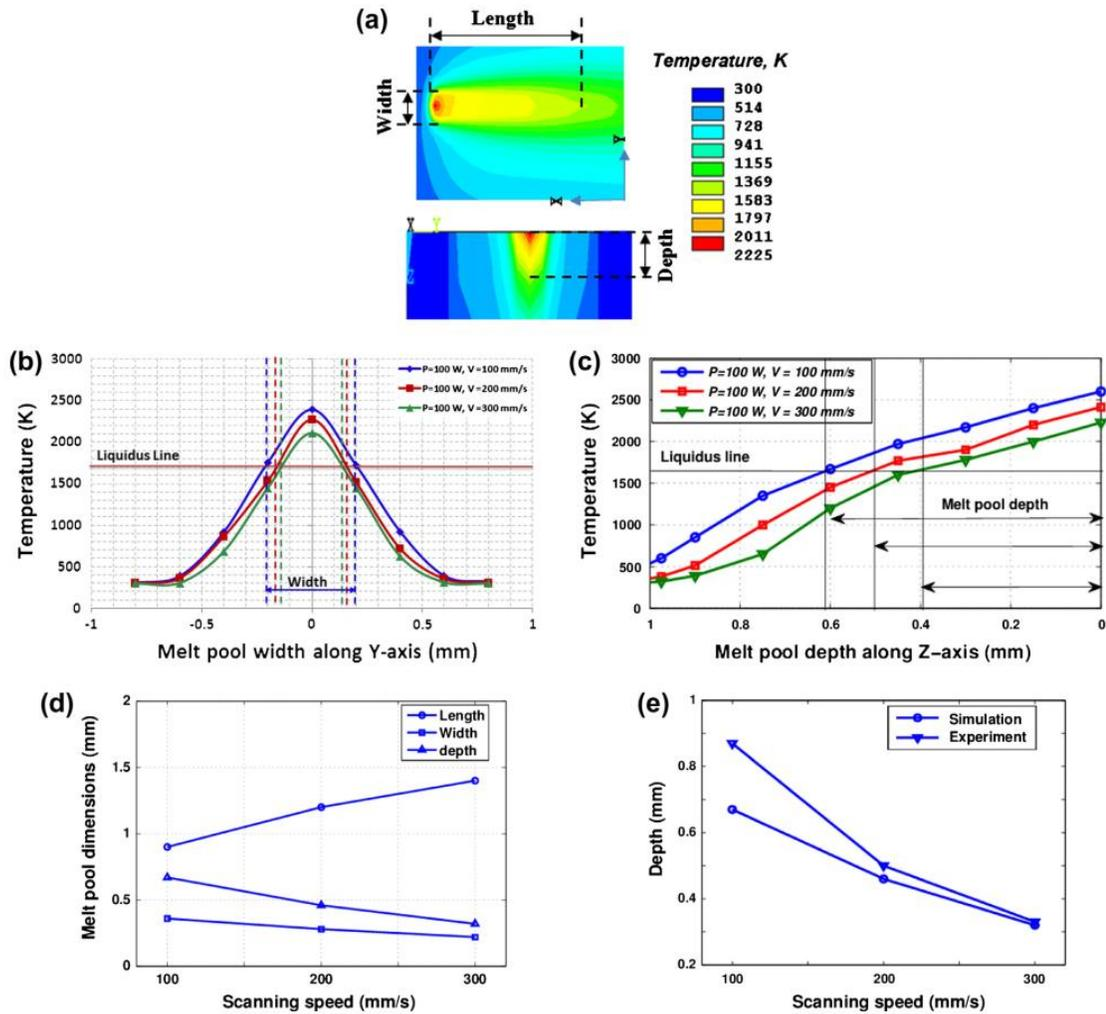 (a)
Length
Width
Temperature, K
300
514
728
941
1155
1369
1583
1797
2011
2225
X Y
Z
Depth
(b)
3000
2500
2000
1500
1000
500
0
Temperature (K)
P=100 W, V =100 mm/s
P=100 W, V =200 mm/s
P=100 W, V =300 mm/s
Liquidus Line
Width
-1 -0.5 0 0.5 1
Melt pool width along Y-axis (mm)
(c)
3000
2500
2000
1500
1000
500
0
Temperature (K)
P=100 W, V = 100 mm/s
P=100 W, V = 200 mm/s
P=100 W, V = 300 mm/s
Liquidus line
Melt pool depth
1 0.8 0.6 0.4 0.2 0
Melt pool depth along Z-axis (mm)
(d)
2
1.5
1
0.5
0
Melt pool dimensions (mm)
Length
Width
depth
100 200 300
Scanning speed (mm/s)
(e)
1
0.8
0.6
0.4
0.2
Depth (mm)
Simulation
Experiment
100 200 300
Scanning speed (mm/s)